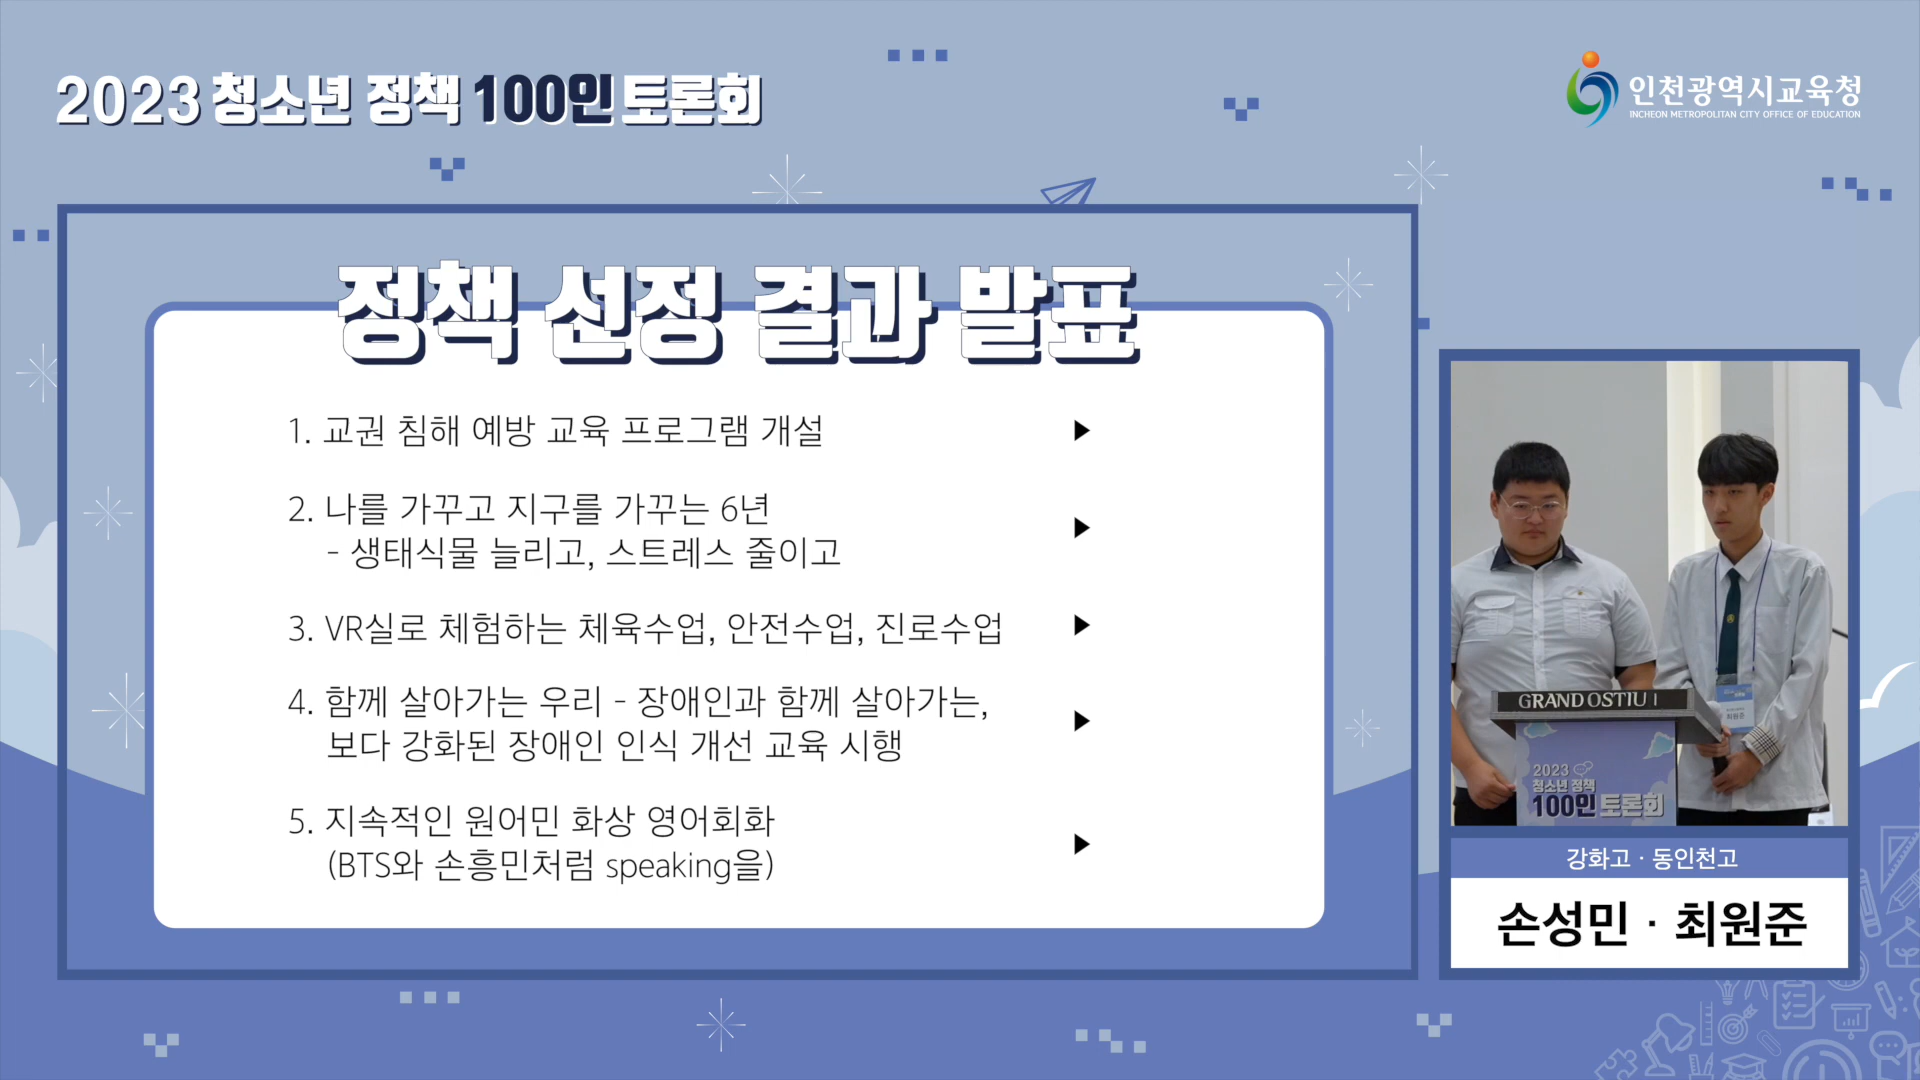 2023 청소년 정책 100인 토론회
인천광역시교육청
INCHEON METROPOLITAN CITY OFFICE OF EDUCATION
정책 선정 결과 발표
1. 교권 침해 예방 교육 프로그램 개설
2. 나를 가꾸고 지구를 가꾸는 6년
- 생태식물 늘리고, 스트레스 줄이고
3. VR실로 체험하는 체육수업, 안전수업, 진로수업
4. 함께 살아가는 우리 - 장애인과 함께 살아가는,
보다 강화된 장애인 인식 개선 교육 시행
5. 지속적인 원어민 화상 영어회화
(BTS와 손흥민처럼 speaking을)
GRAND OSTIU
최원준
2023
청소년 정책
100인 토론회
강화고 · 동인천고
손성민 · 최원준